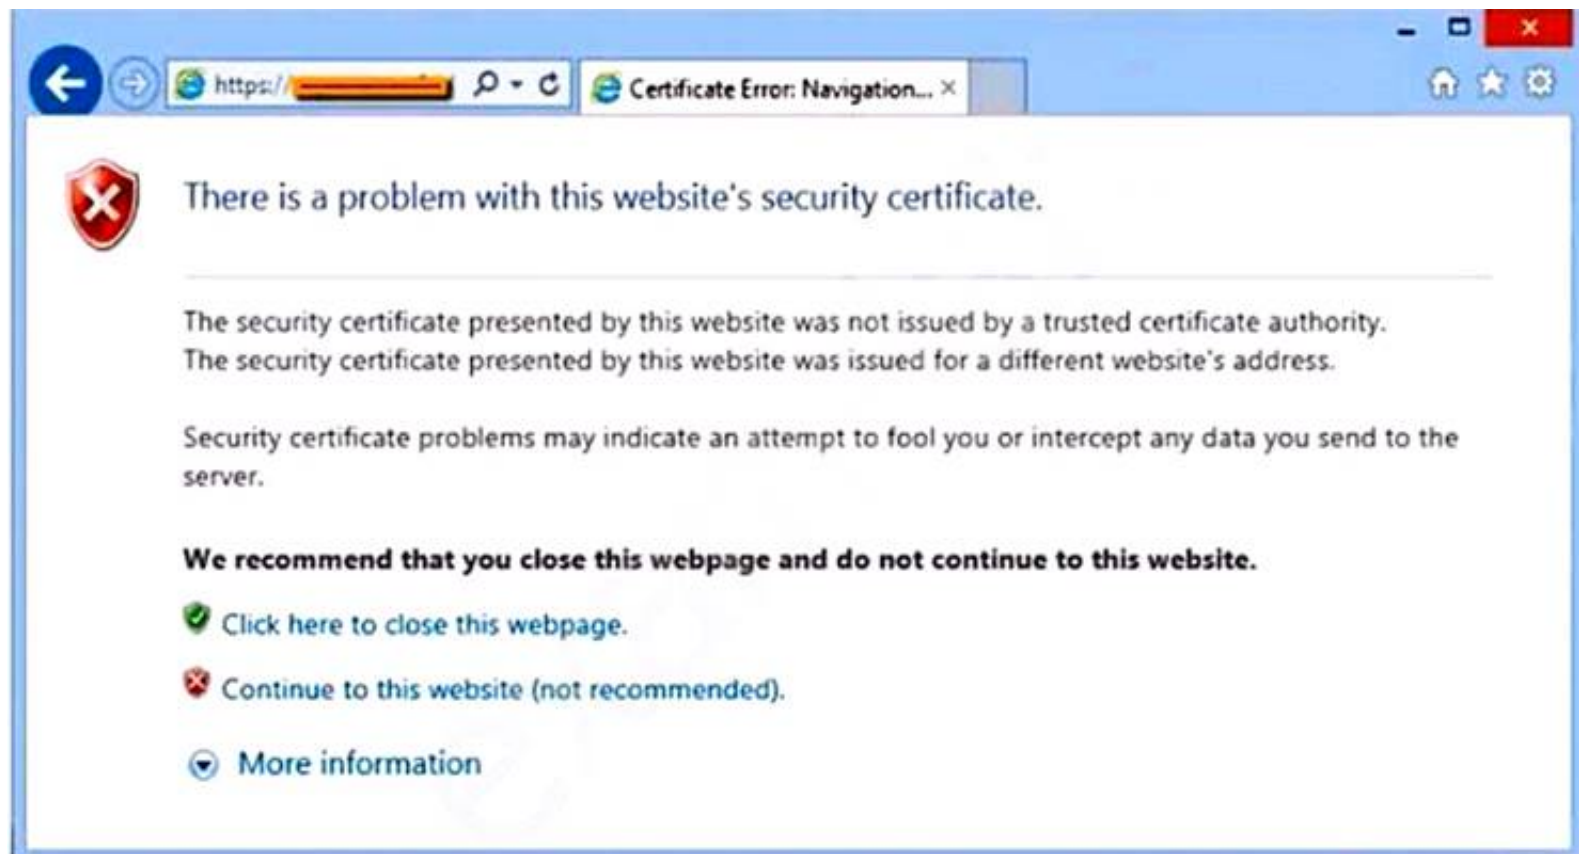 https:/
Certificate Error: Navigation...
There is a problem with this website's security certificate.
The security certificate presented by this website was not issued by a trusted certificate authority.
The security certificate presented by this website was issued for a different website's address.
Security certificate problems may indicate an attempt to fool you or intercept any data you send to the
server.
We recommend that you close this webpage and do not continue to this website.
Click here to close this webpage.
Continue to this website (not recommended).
More information